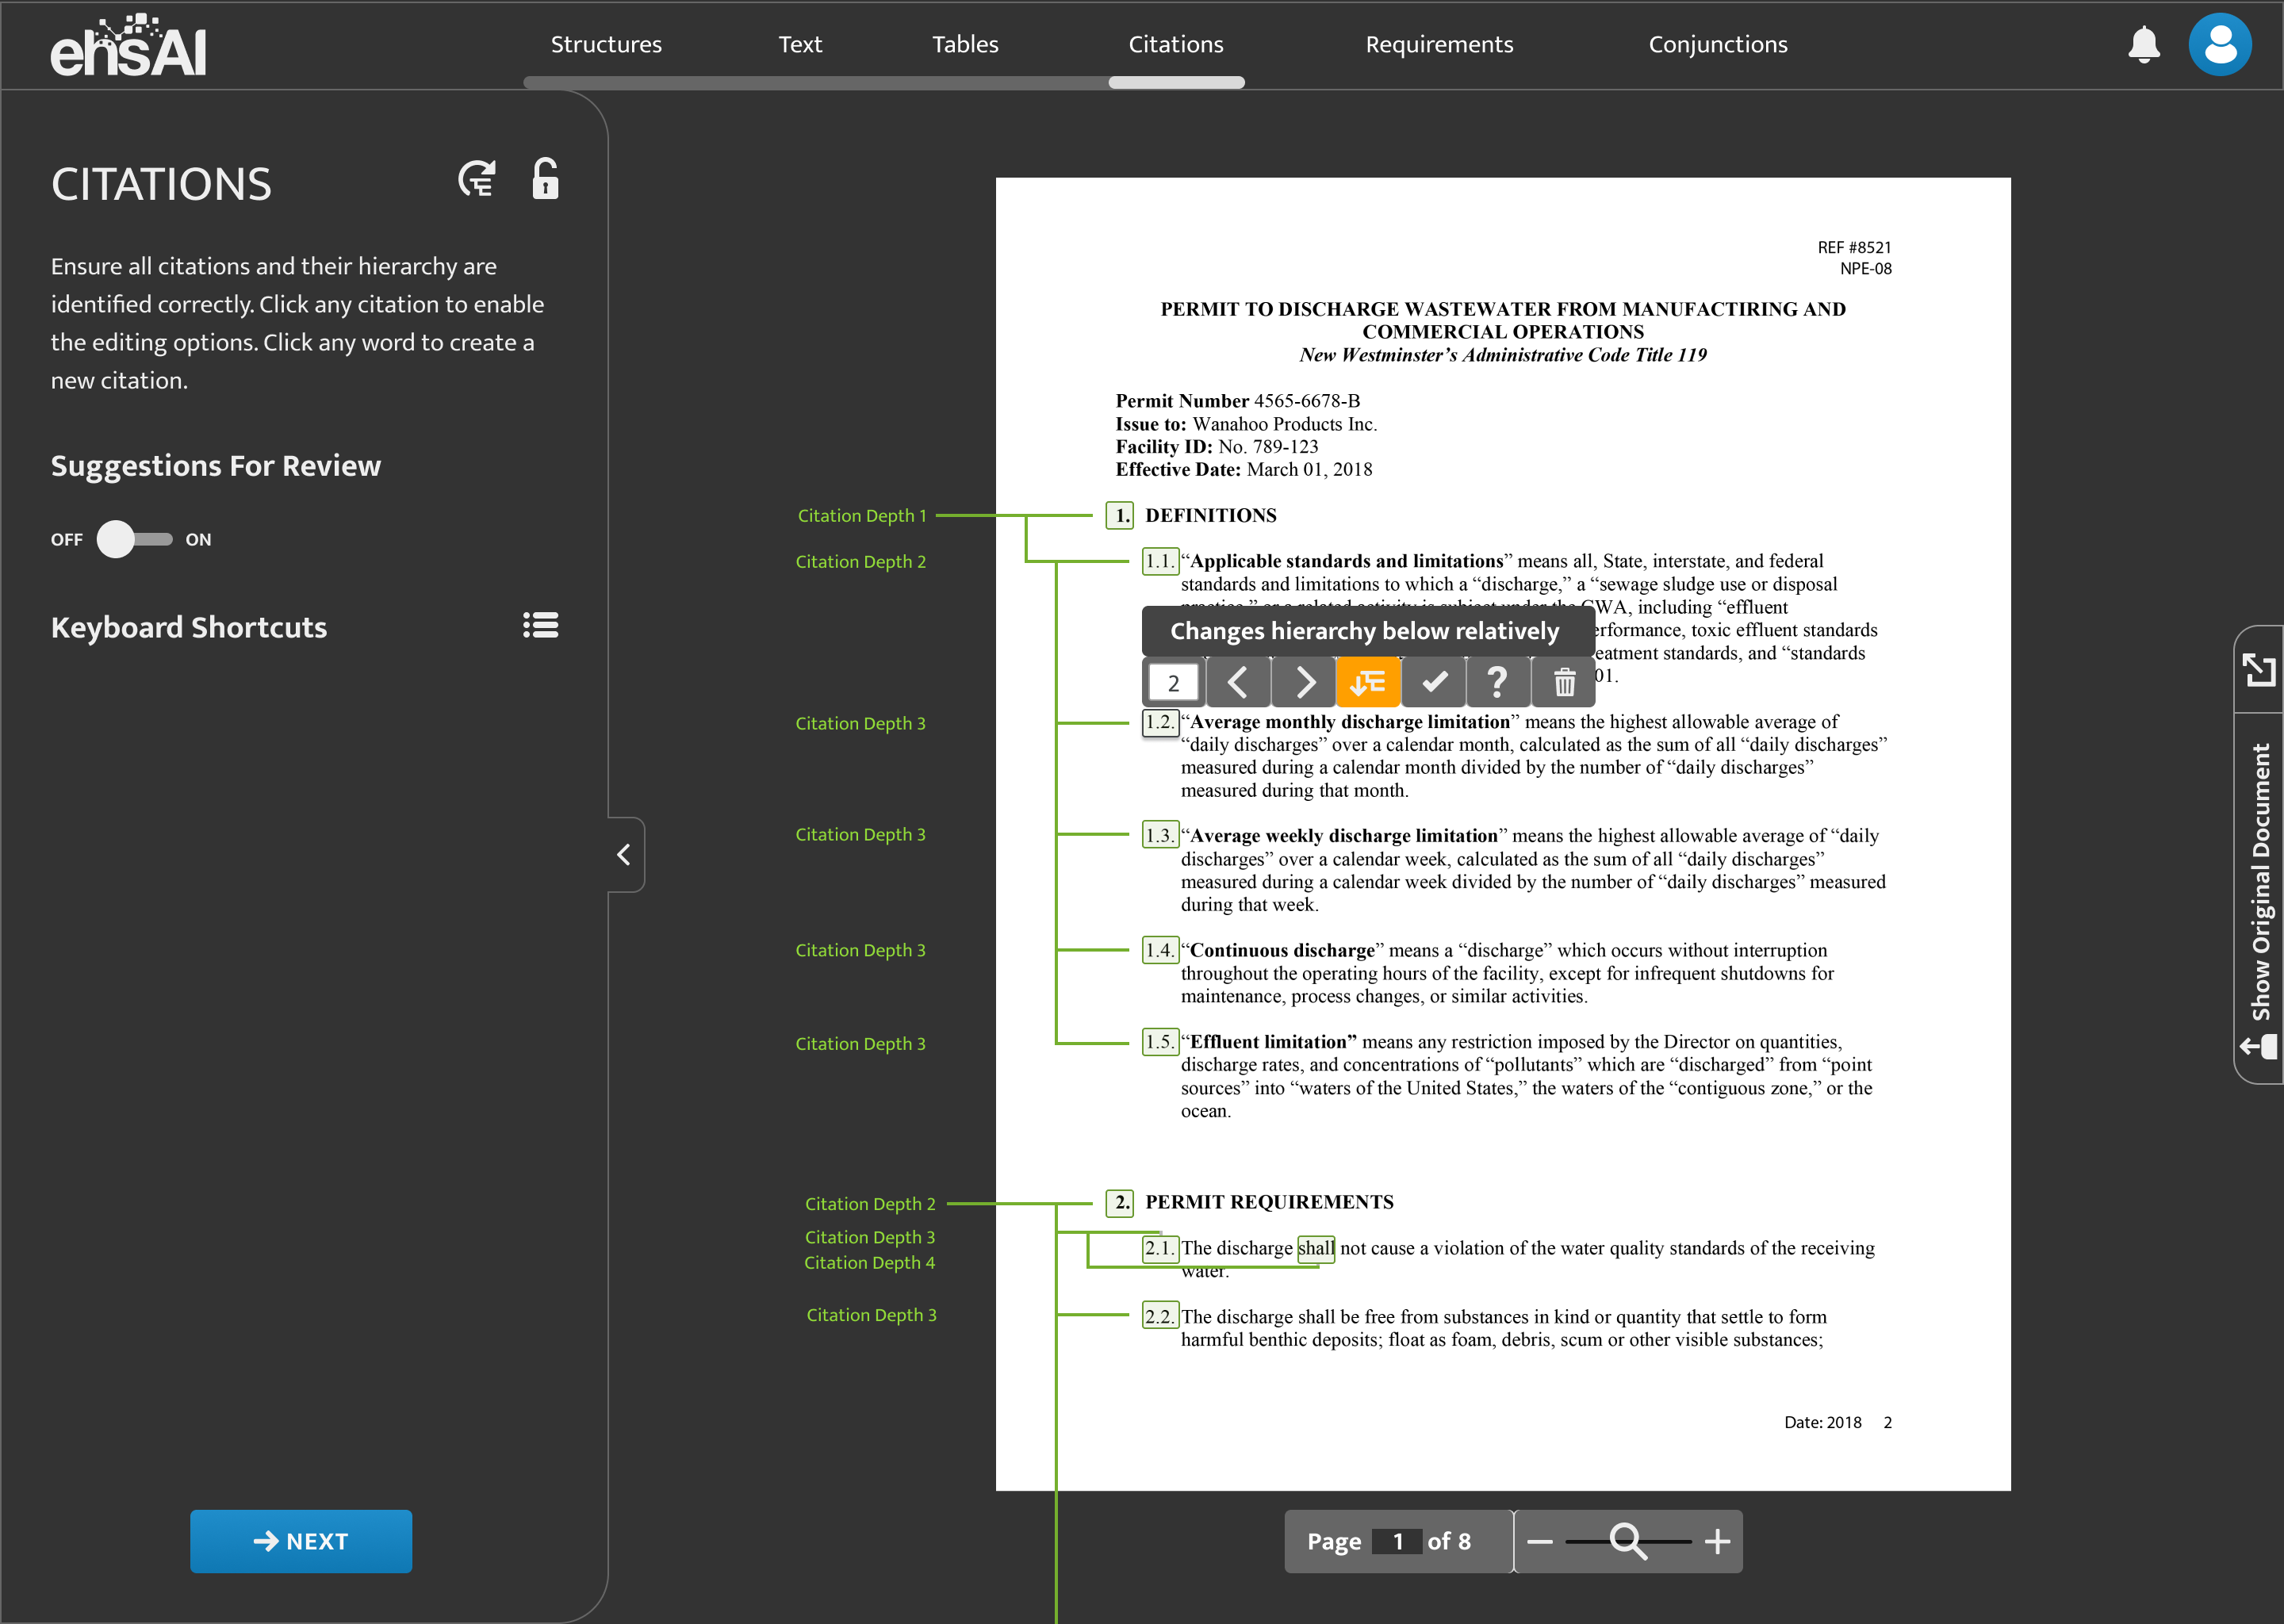 ehsAI
Structures
Text
Tables
Citations
Requirements
Conjunctions
CITATIONS
Ensure all citations and their hierarchy are
identified correctly. Click any citation to enable
the editing options. Click any word to create a
new citation.
Suggestions For Review
OFF
ON
Keyboard Shortcuts
NEXT
REF #8521
NPE-08
PERMIT TO DISCHARGE WASTEWATER FROM MANUFACTIRING AND
COMMERCIAL OPERATIONS
New Westminster's Administrative Code Title 119
Permit Number 4565-6678-B
Issue to: Wanahoo Products Inc.
Facility ID: No. 789-123
Effective Date: March 01, 2018
Citation Depth 1
1. DEFINITIONS
Citation Depth 2
1.1. “Applicable standards and limitations” means all, State, interstate, and federal
standards and limitations to which a “discharge,” a “sewage sludge use or disposal
practice,” or a related activity is subject under the CWA, including “effluent
Changes hierarchy below relatively
erformance, toxic effluent standards
eatment standards, and “standards
01.
2
?
Citation Depth 3
1.2. “Average monthly discharge limitation” means the highest allowable average of
“daily discharges” over a calendar month, calculated as the sum of all “daily discharges”
measured during a calendar month divided by the number of “daily discharges”
measured during that month.
Citation Depth 3
1.3. “Average weekly discharge limitation” means the highest allowable average of “daily
discharges” over a calendar week, calculated as the sum of all “daily discharges”
measured during a calendar week divided by the number of “daily discharges” measured
during that week.
Citation Depth 3
1.4. “Continuous discharge” means a “discharge” which occurs without interruption
throughout the operating hours of the facility, except for infrequent shutdowns for
maintenance, process changes, or similar activities.
Citation Depth 3
1.5. “Effluent limitation” means any restriction imposed by the Director on quantities,
discharge rates, and concentrations of “pollutants” which are “discharged” from “point
sources” into “waters of the United States,” the waters of the “contiguous zone,” or the
ocean.
Citation Depth 2
2. PERMIT REQUIREMENTS
Citation Depth 3
2.1. The discharge shall not cause a violation of the water quality standards of the receiving
Citation Depth 4
water.
Citation Depth 3
2.2. The discharge shall be free from substances in kind or quantity that settle to form
harmful benthic deposits; float as foam, debris, scum or other visible substances;
Date: 2018 2
Page 1 of 8
Show Original Document